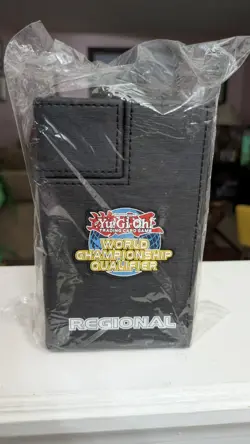 Yu-Gi-Oh!
TRADING CARD GAME
WORLD
CHAMPIONSHIP
QUALIFIER
REGIONAL